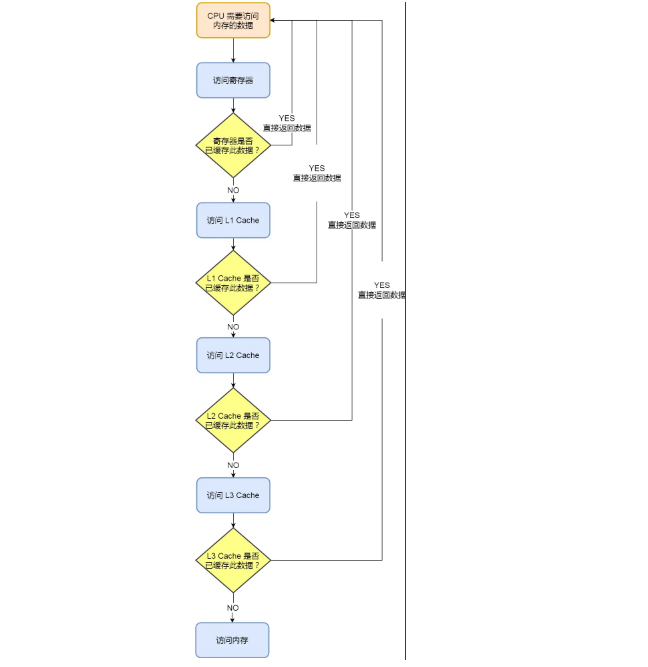 CPU 需要访问
内存的数据
访问寄存器
YES
直接返回数据
寄存器是否
已缓存此数据？
YES
直接返回数据
NO
访问 L1 Cache
YES
直接返回数据
L1 Cache 是否
已缓存此数据？
YES
直接返回数据
NO
访问 L2 Cache
L2 Cache 是否
已缓存此数据？
NO
访问 L3 Cache
L3 Cache 是否
已缓存此数据？
NO
访问内存